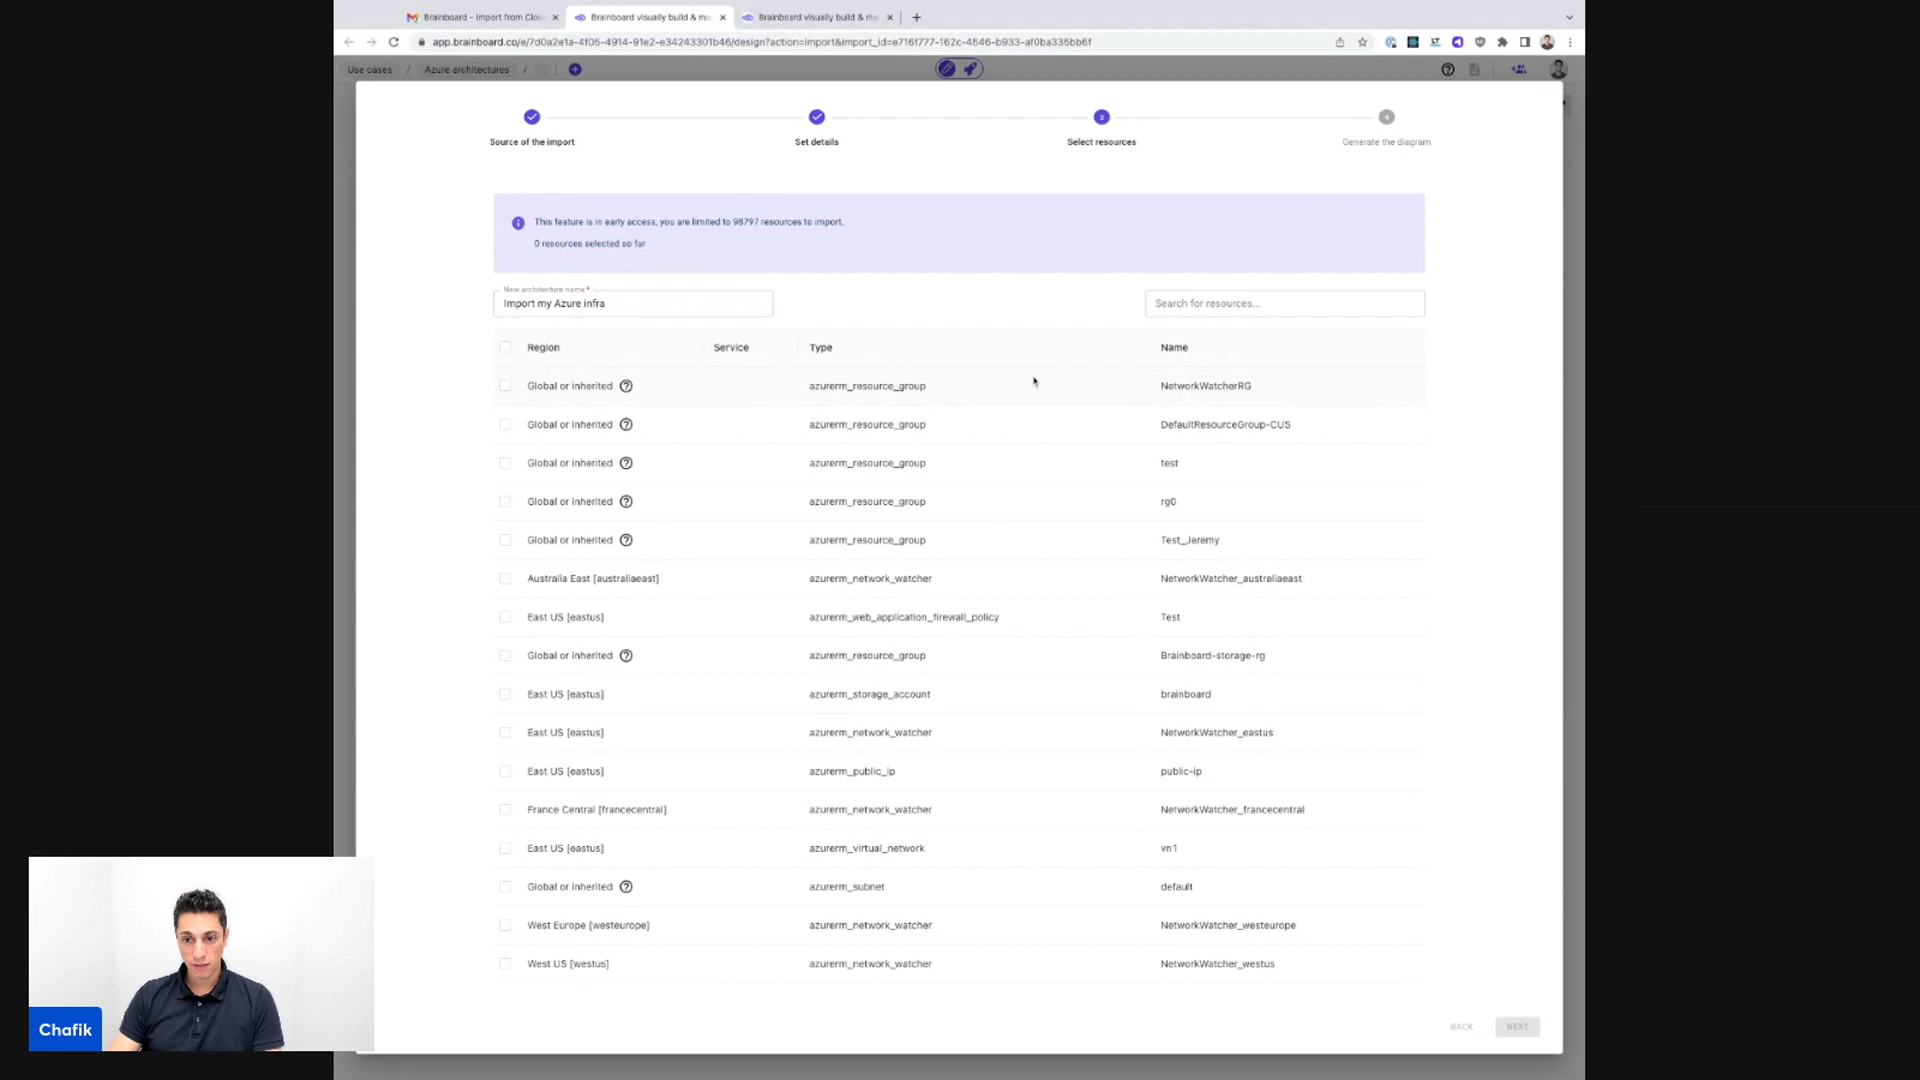 Brainboard - Import from Clou
Brainboard visually build & ma
Brainboard visually build & ma
app.brainboard.co/e/7d0a2e1a-4f05-4914-91e2-e34243301b46/design?action=import&import_id=e716f777-162c-4546-b933-af0ba335bb6f
Use cases / Azure architectures /
3
4
Source of the import
Set details
Select resources
Generate the diagram
This feature is in early access, you are limited to 98797 resources to import.
0 resources selected so far
New architecture name *
Import my Azure infra
Search for resources...
Region Service Type Name
Global or inherited azurerm_resource_group NetworkWatcherRG
Global or inherited azurerm_resource_group DefaultResourceGroup-CUS
Global or inherited azurerm_resource_group test
Global or inherited azurerm_resource_group rg0
Global or inherited azurerm_resource_group Test_Jeremy
Australia East [australiaeast] azurerm_network_watcher NetworkWatcher_australiaeast
East US [eastus] azurerm_web_application_firewall_policy Test
Global or inherited azurerm_resource_group Brainboard-storage-rg
East US [eastus] azurerm_storage_account brainboard
East US [eastus] azurerm_network_watcher NetworkWatcher_eastus
East US [eastus] azurerm_public_ip public-ip
France Central [francecentral] azurerm_network_watcher NetworkWatcher_francecentral
East US [eastus] azurerm_virtual_network vn1
Global or inherited azurerm_subnet default
West Europe [westeurope] azurerm_network_watcher NetworkWatcher_westeurope
West US [westus] azurerm_network_watcher NetworkWatcher_westus
BACK NEXT
Chafik